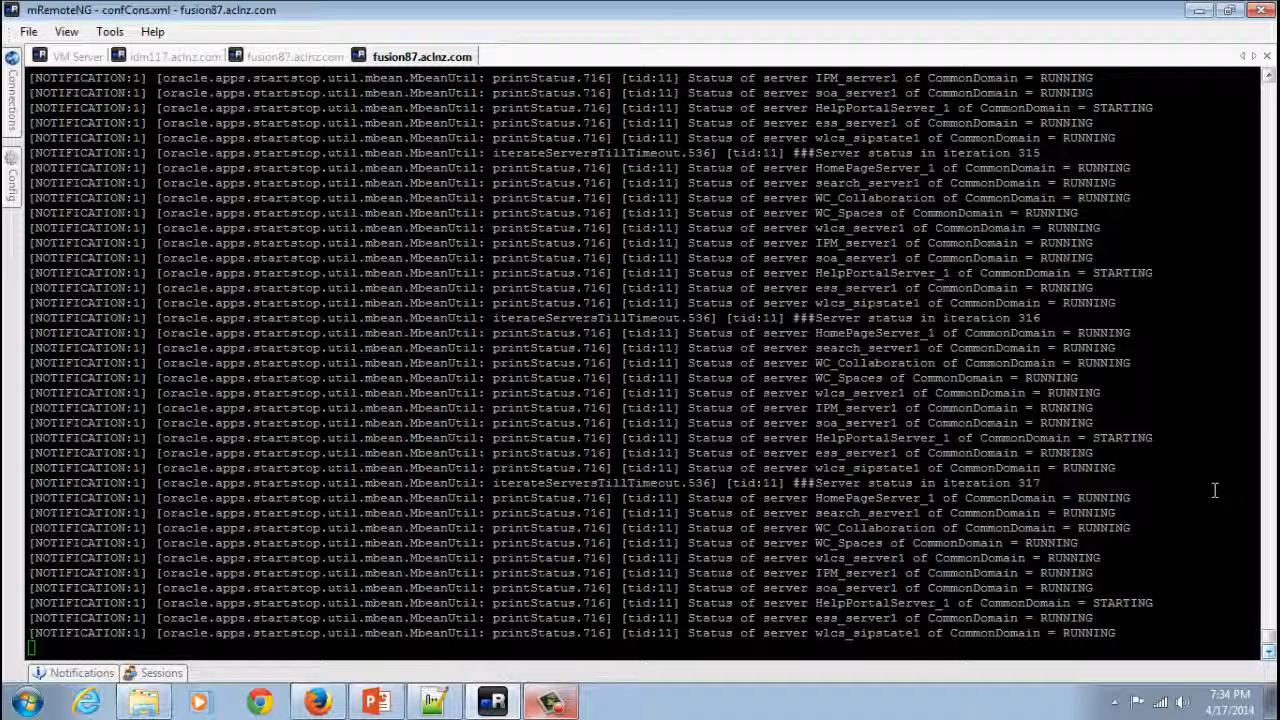 mRemoteNG - confCons.xml - fusion87.aclnz.com
File View Tools Help
VM Server idm117.aclnz.com fusion87.aclnz.com fusion87.aclnz.com
Connections
Config
[NOTIFICATION:1] [oracle.apps.startstop.util.mbean.MbeanUtil: printStatus.716] [tid:11] Status of server IPM_server1 of CommonDomain = RUNNING
[NOTIFICATION:1] [oracle.apps.startstop.util.mbean.MbeanUtil: printStatus.716] [tid:11] Status of server soa_server1 of CommonDomain = RUNNING
[NOTIFICATION:1] [oracle.apps.startstop.util.mbean.MbeanUtil: printStatus.716] [tid:11] Status of server HelpPortalServer_1 of CommonDomain = STARTING
[NOTIFICATION:1] [oracle.apps.startstop.util.mbean.MbeanUtil: printStatus.716] [tid:11] Status of server ess_server1 of CommonDomain = RUNNING
[NOTIFICATION:1] [oracle.apps.startstop.util.mbean.MbeanUtil: printStatus.716] [tid:11] Status of server wlcs_sipstate1 of CommonDomain = RUNNING
[NOTIFICATION:1] [oracle.apps.startstop.util.mbean.MbeanUtil: iterateServersTillTimeout.536] [tid:11] ###Server status in iteration 315
[NOTIFICATION:1] [oracle.apps.startstop.util.mbean.MbeanUtil: printStatus.716] [tid:11] Status of server HomePageServer_1 of CommonDomain = RUNNING
[NOTIFICATION:1] [oracle.apps.startstop.util.mbean.MbeanUtil: printStatus.716] [tid:11] Status of server search_server1 of CommonDomain = RUNNING
[NOTIFICATION:1] [oracle.apps.startstop.util.mbean.MbeanUtil: printStatus.716] [tid:11] Status of server WC_Collaboration of CommonDomain = RUNNING
[NOTIFICATION:1] [oracle.apps.startstop.util.mbean.MbeanUtil: printStatus.716] [tid:11] Status of server WC_Spaces of CommonDomain = RUNNING
[NOTIFICATION:1] [oracle.apps.startstop.util.mbean.MbeanUtil: printStatus.716] [tid:11] Status of server wlcs_server1 of CommonDomain = RUNNING
[NOTIFICATION:1] [oracle.apps.startstop.util.mbean.MbeanUtil: printStatus.716] [tid:11] Status of server IPM_server1 of CommonDomain = RUNNING
[NOTIFICATION:1] [oracle.apps.startstop.util.mbean.MbeanUtil: printStatus.716] [tid:11] Status of server soa_server1 of CommonDomain = RUNNING
[NOTIFICATION:1] [oracle.apps.startstop.util.mbean.MbeanUtil: printStatus.716] [tid:11] Status of server HelpPortalServer_1 of CommonDomain = STARTING
[NOTIFICATION:1] [oracle.apps.startstop.util.mbean.MbeanUtil: printStatus.716] [tid:11] Status of server ess_server1 of CommonDomain = RUNNING
[NOTIFICATION:1] [oracle.apps.startstop.util.mbean.MbeanUtil: printStatus.716] [tid:11] Status of server wlcs_sipstate1 of CommonDomain = RUNNING
[NOTIFICATION:1] [oracle.apps.startstop.util.mbean.MbeanUtil: iterateServersTillTimeout.536] [tid:11] ###Server status in iteration 316
[NOTIFICATION:1] [oracle.apps.startstop.util.mbean.MbeanUtil: printStatus.716] [tid:11] Status of server HomePageServer_1 of CommonDomain = RUNNING
[NOTIFICATION:1] [oracle.apps.startstop.util.mbean.MbeanUtil: printStatus.716] [tid:11] Status of server search_server1 of CommonDomain = RUNNING
[NOTIFICATION:1] [oracle.apps.startstop.util.mbean.MbeanUtil: printStatus.716] [tid:11] Status of server WC_Collaboration of CommonDomain = RUNNING
[NOTIFICATION:1] [oracle.apps.startstop.util.mbean.MbeanUtil: printStatus.716] [tid:11] Status of server WC_Spaces of CommonDomain = RUNNING
[NOTIFICATION:1] [oracle.apps.startstop.util.mbean.MbeanUtil: printStatus.716] [tid:11] Status of server wlcs_server1 of CommonDomain = RUNNING
[NOTIFICATION:1] [oracle.apps.startstop.util.mbean.MbeanUtil: printStatus.716] [tid:11] Status of server IPM_server1 of CommonDomain = RUNNING
[NOTIFICATION:1] [oracle.apps.startstop.util.mbean.MbeanUtil: printStatus.716] [tid:11] Status of server soa_server1 of CommonDomain = RUNNING
[NOTIFICATION:1] [oracle.apps.startstop.util.mbean.MbeanUtil: printStatus.716] [tid:11] Status of server HelpPortalServer_1 of CommonDomain = STARTING
[NOTIFICATION:1] [oracle.apps.startstop.util.mbean.MbeanUtil: printStatus.716] [tid:11] Status of server ess_server1 of CommonDomain = RUNNING
[NOTIFICATION:1] [oracle.apps.startstop.util.mbean.MbeanUtil: printStatus.716] [tid:11] Status of server wlcs_sipstate1 of CommonDomain = RUNNING
[NOTIFICATION:1] [oracle.apps.startstop.util.mbean.MbeanUtil: iterateServersTillTimeout.536] [tid:11] ###Server status in iteration 317
[NOTIFICATION:1] [oracle.apps.startstop.util.mbean.MbeanUtil: printStatus.716] [tid:11] Status of server HomePageServer_1 of CommonDomain = RUNNING
[NOTIFICATION:1] [oracle.apps.startstop.util.mbean.MbeanUtil: printStatus.716] [tid:11] Status of server search_server1 of CommonDomain = RUNNING
[NOTIFICATION:1] [oracle.apps.startstop.util.mbean.MbeanUtil: printStatus.716] [tid:11] Status of server WC_Collaboration of CommonDomain = RUNNING
[NOTIFICATION:1] [oracle.apps.startstop.util.mbean.MbeanUtil: printStatus.716] [tid:11] Status of server WC_Spaces of CommonDomain = RUNNING
[NOTIFICATION:1] [oracle.apps.startstop.util.mbean.MbeanUtil: printStatus.716] [tid:11] Status of server wlcs_server1 of CommonDomain = RUNNING
[NOTIFICATION:1] [oracle.apps.startstop.util.mbean.MbeanUtil: printStatus.716] [tid:11] Status of server IPM_server1 of CommonDomain = RUNNING
[NOTIFICATION:1] [oracle.apps.startstop.util.mbean.MbeanUtil: printStatus.716] [tid:11] Status of server soa_server1 of CommonDomain = RUNNING
[NOTIFICATION:1] [oracle.apps.startstop.util.mbean.MbeanUtil: printStatus.716] [tid:11] Status of server HelpPortalServer_1 of CommonDomain = STARTING
[NOTIFICATION:1] [oracle.apps.startstop.util.mbean.MbeanUtil: printStatus.716] [tid:11] Status of server ess_server1 of CommonDomain = RUNNING
[NOTIFICATION:1] [oracle.apps.startstop.util.mbean.MbeanUtil: printStatus.716] [tid:11] Status of server wlcs_sipstate1 of CommonDomain = RUNNING
Notifications Sessions
7:34 PM
4/17/2014